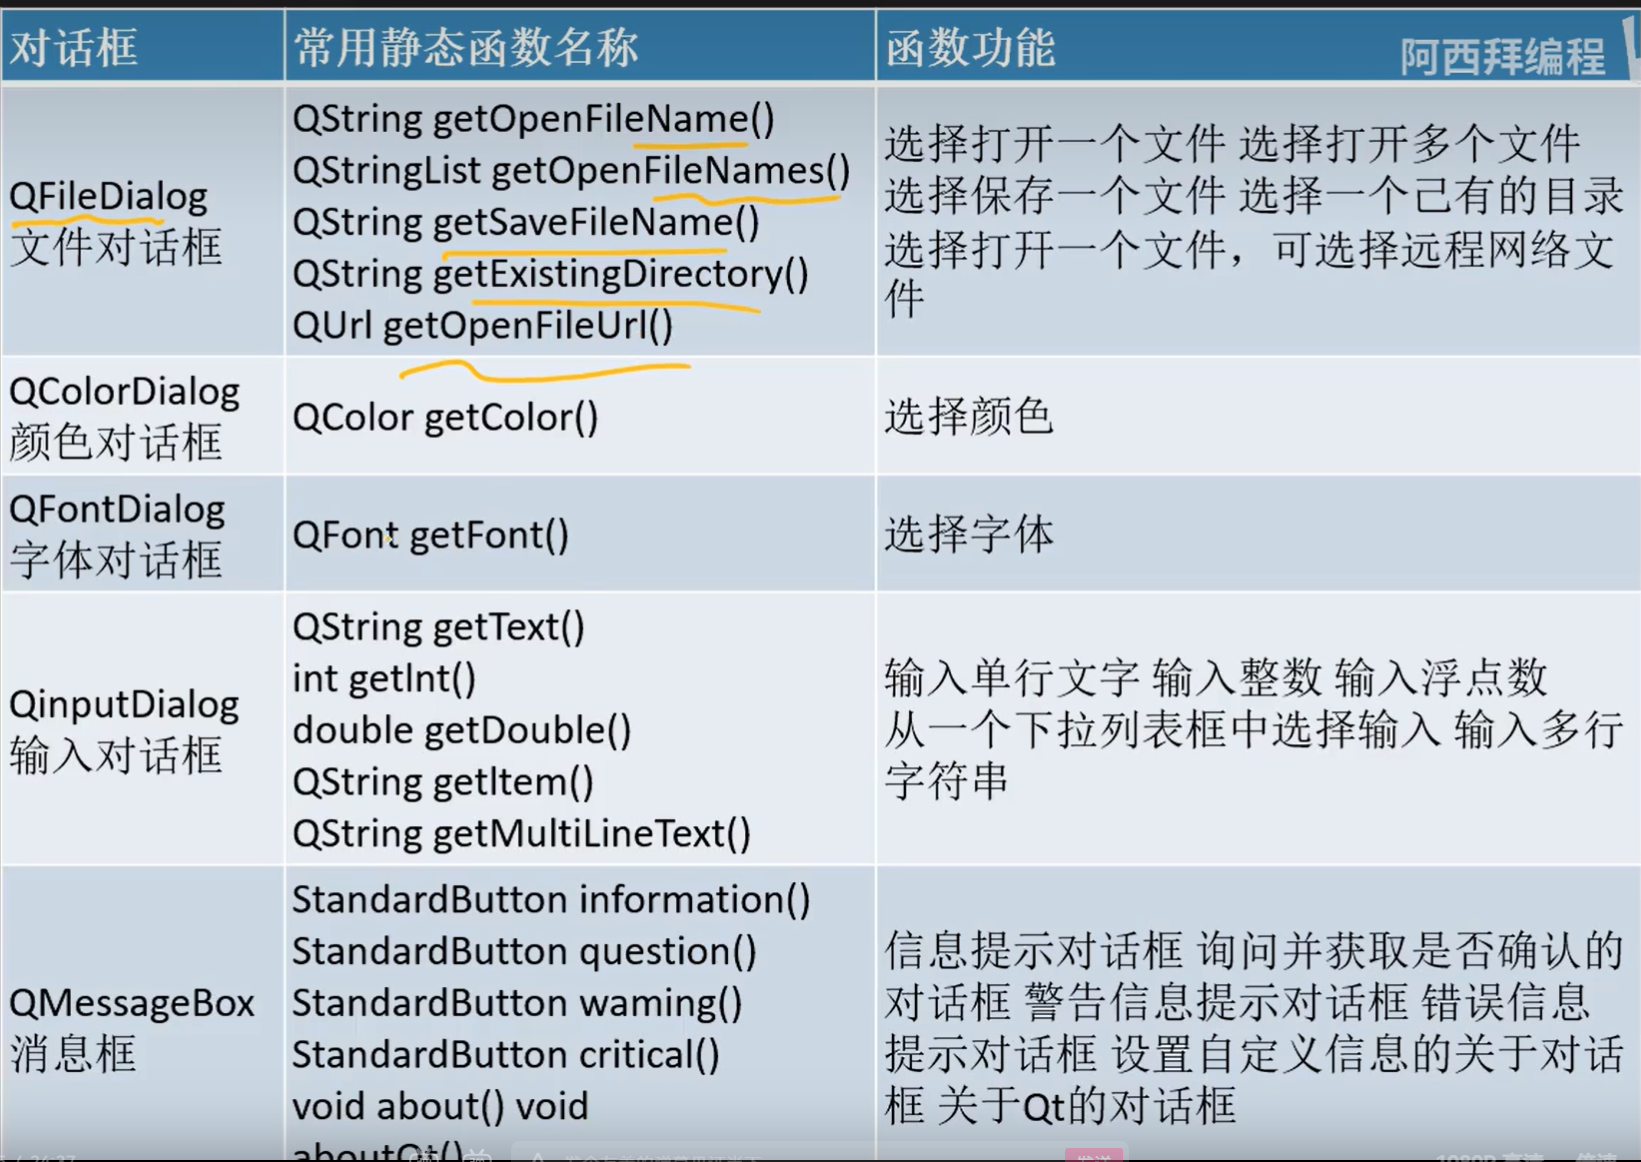 对话框
常用静态函数名称
函数功能
阿西拜编程
QFileDialog
文件对话框
QString getOpenFileName()
QStringList getOpenFileNames()
QString getSaveFileName()
QString getExistingDirectory()
QUrl getOpenFileUrl()
选择打开一个文件 选择打开多个文件
选择保存一个文件 选择一个己有的目录
选择打开一个文件，可选择远程网络文
件
QColorDialog
颜色对话框
QColor getColor()
选择颜色
QFontDialog
字体对话框
QFont getFont()
选择字体
QinputDialog
输入对话框
QString getText()
int getInt()
double getDouble()
QString getItem()
QString getMultiLineText()
输入单行文字 输入整数 输入浮点数
从一个下拉列表框中选择输入 输入多行
字符串
QMessageBox
消息框
StandardButton information()
StandardButton question()
StandardButton waming()
StandardButton critical()
void about() void
aboutQt()
信息提示对话框 询问并获取是否确认的
对话框 警告信息提示对话框 错误信息
提示对话框 设置自定义信息的关于对话
框 关于Qt的对话框
24:37
发送
1080P 高清
倍速